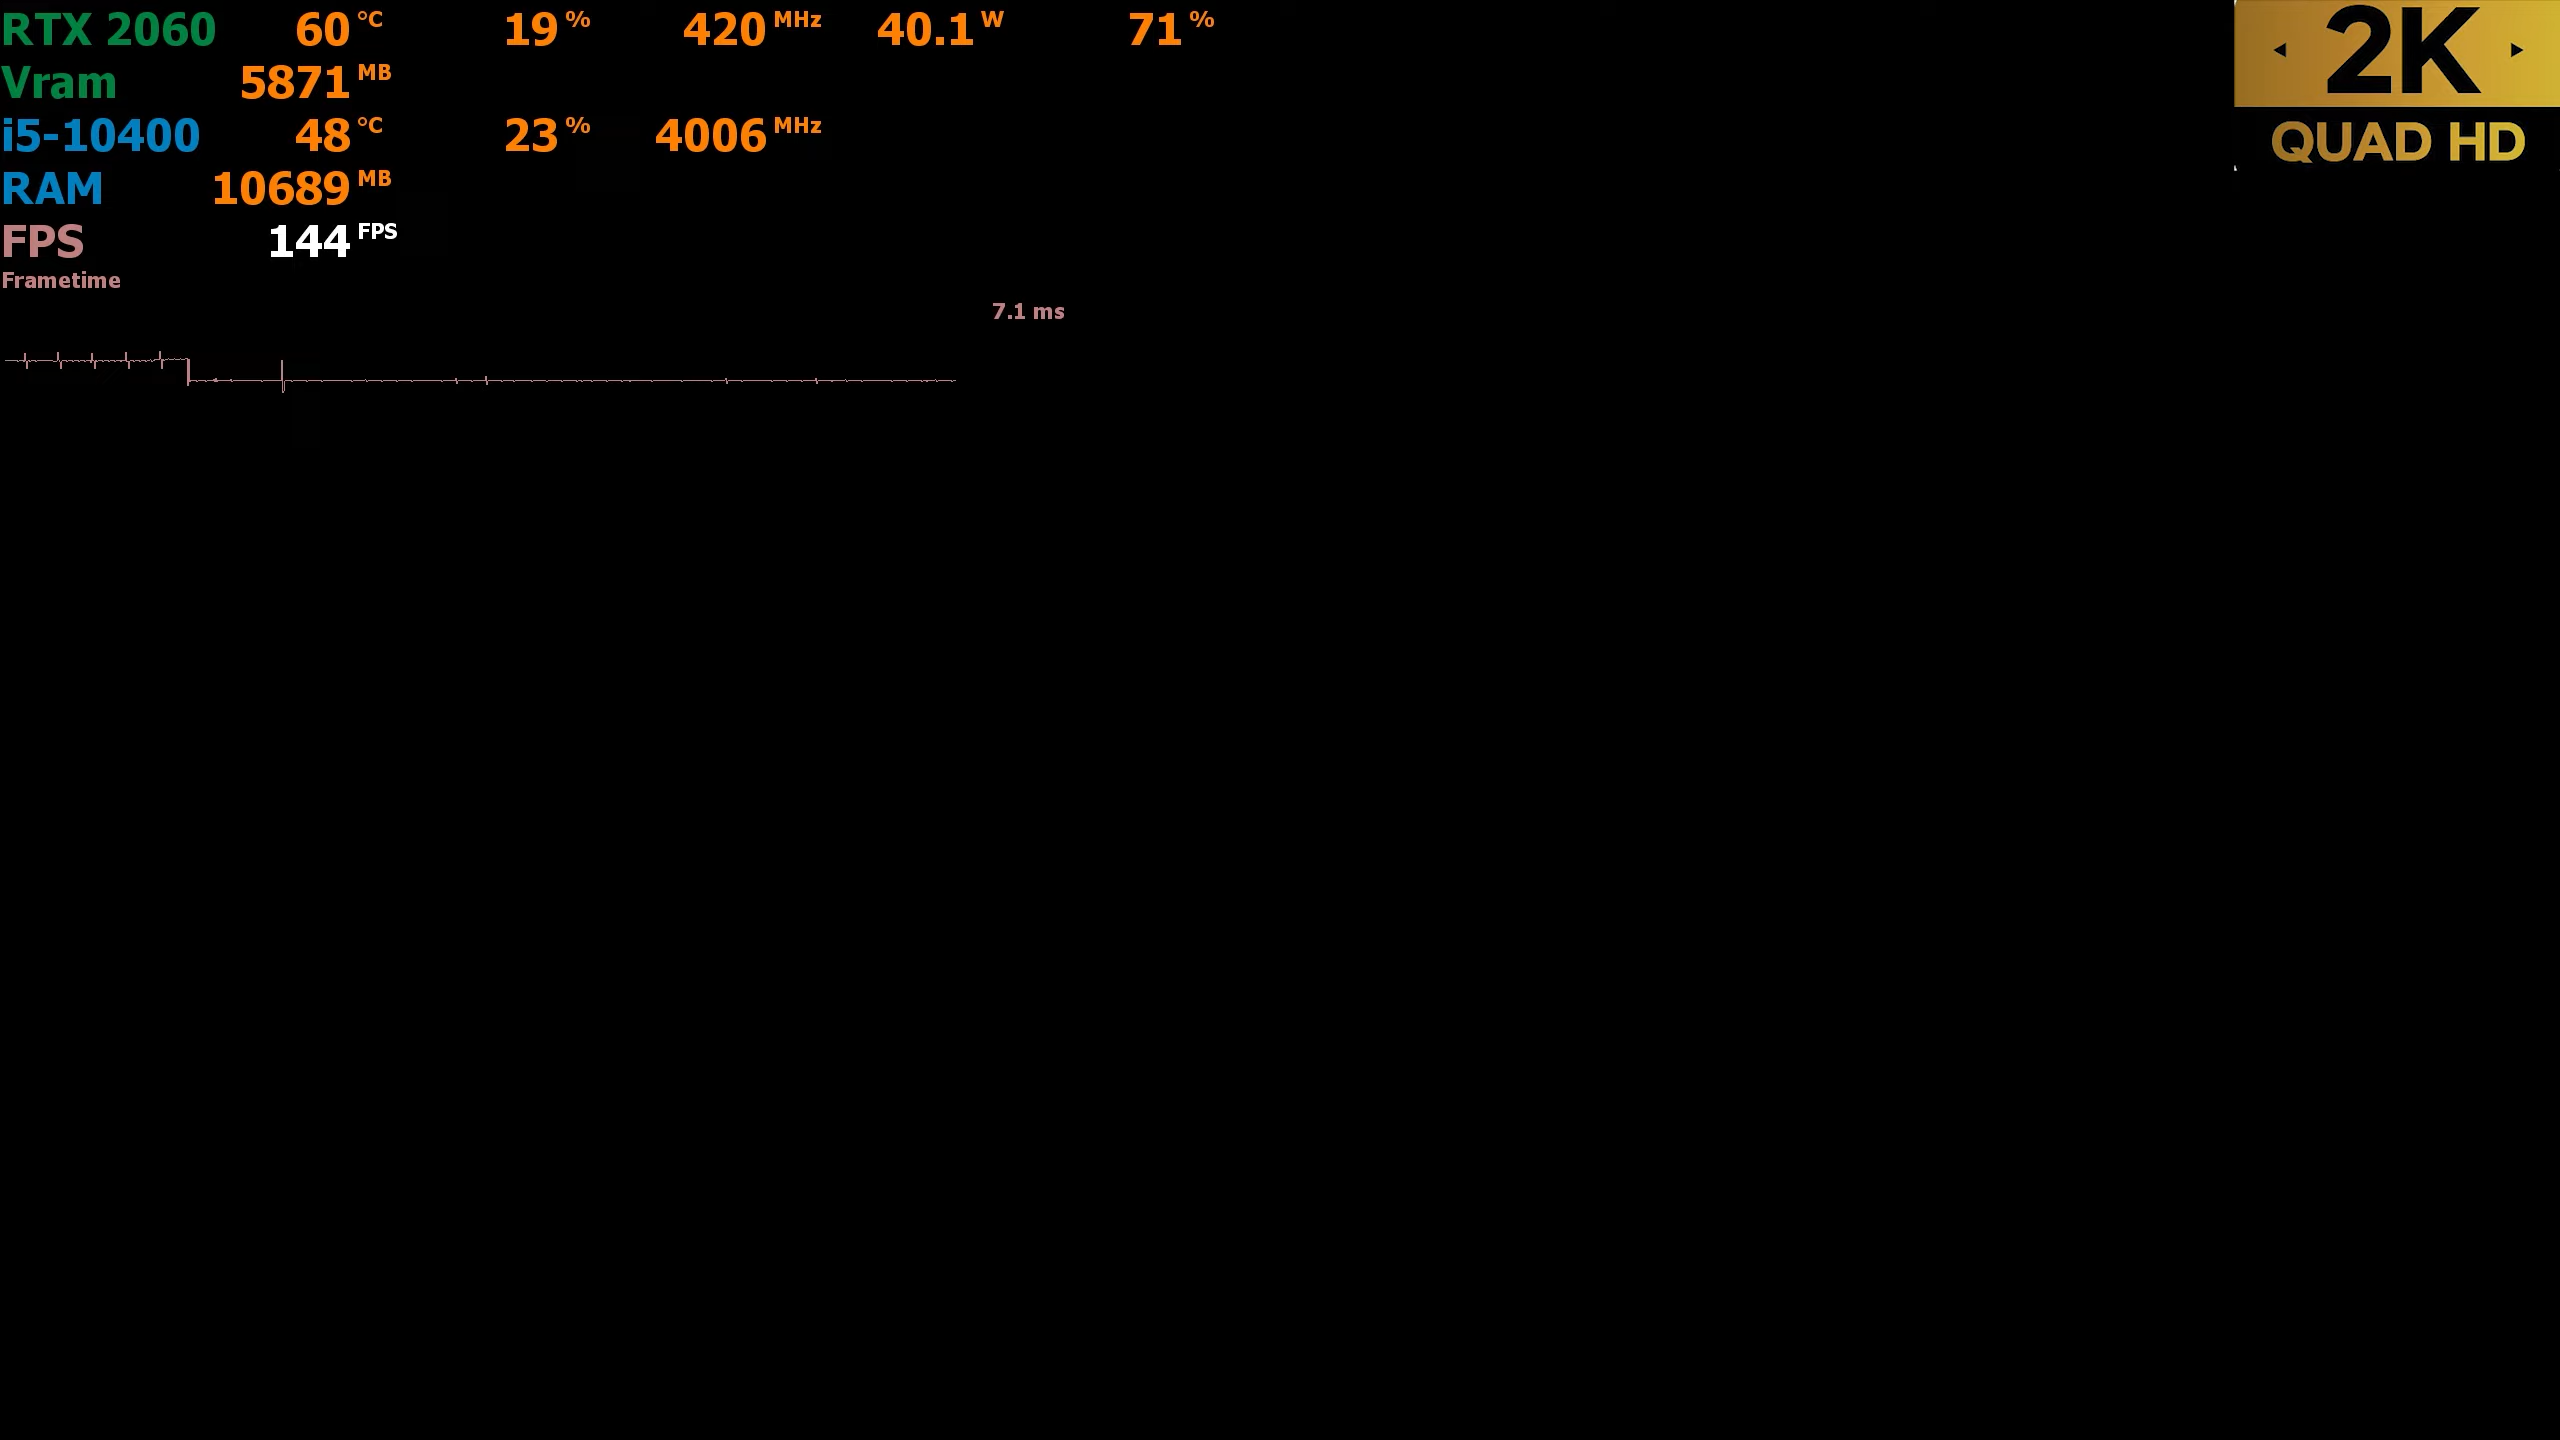 RTX 2060 60 °C 19 % 420 MHz 40.1 W 71 %
Vram 5871 MB
i5-10400 48 °C 23 % 4006 MHz
RAM 10689 MB
FPS 144 FPS
Frametime
7.1 ms
2K
QUAD HD